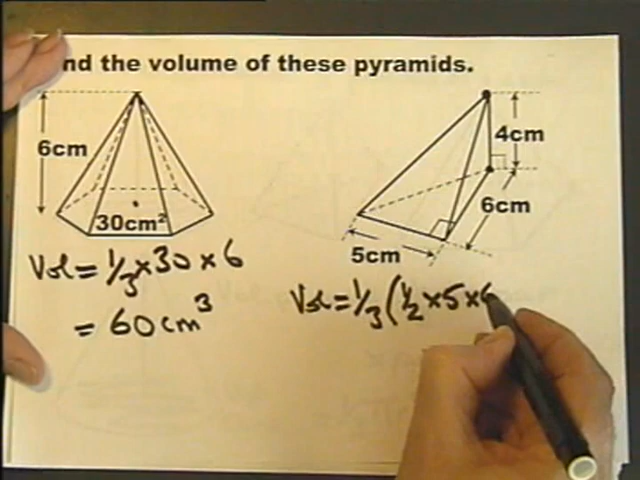 nd the volume of these pyramids.
6cm
30cm²
4cm
6cm
5cm
Vol = 1/3 × 30 × 6
= 60cm³
Vol = 1/3 (1/2 × 5 × 6